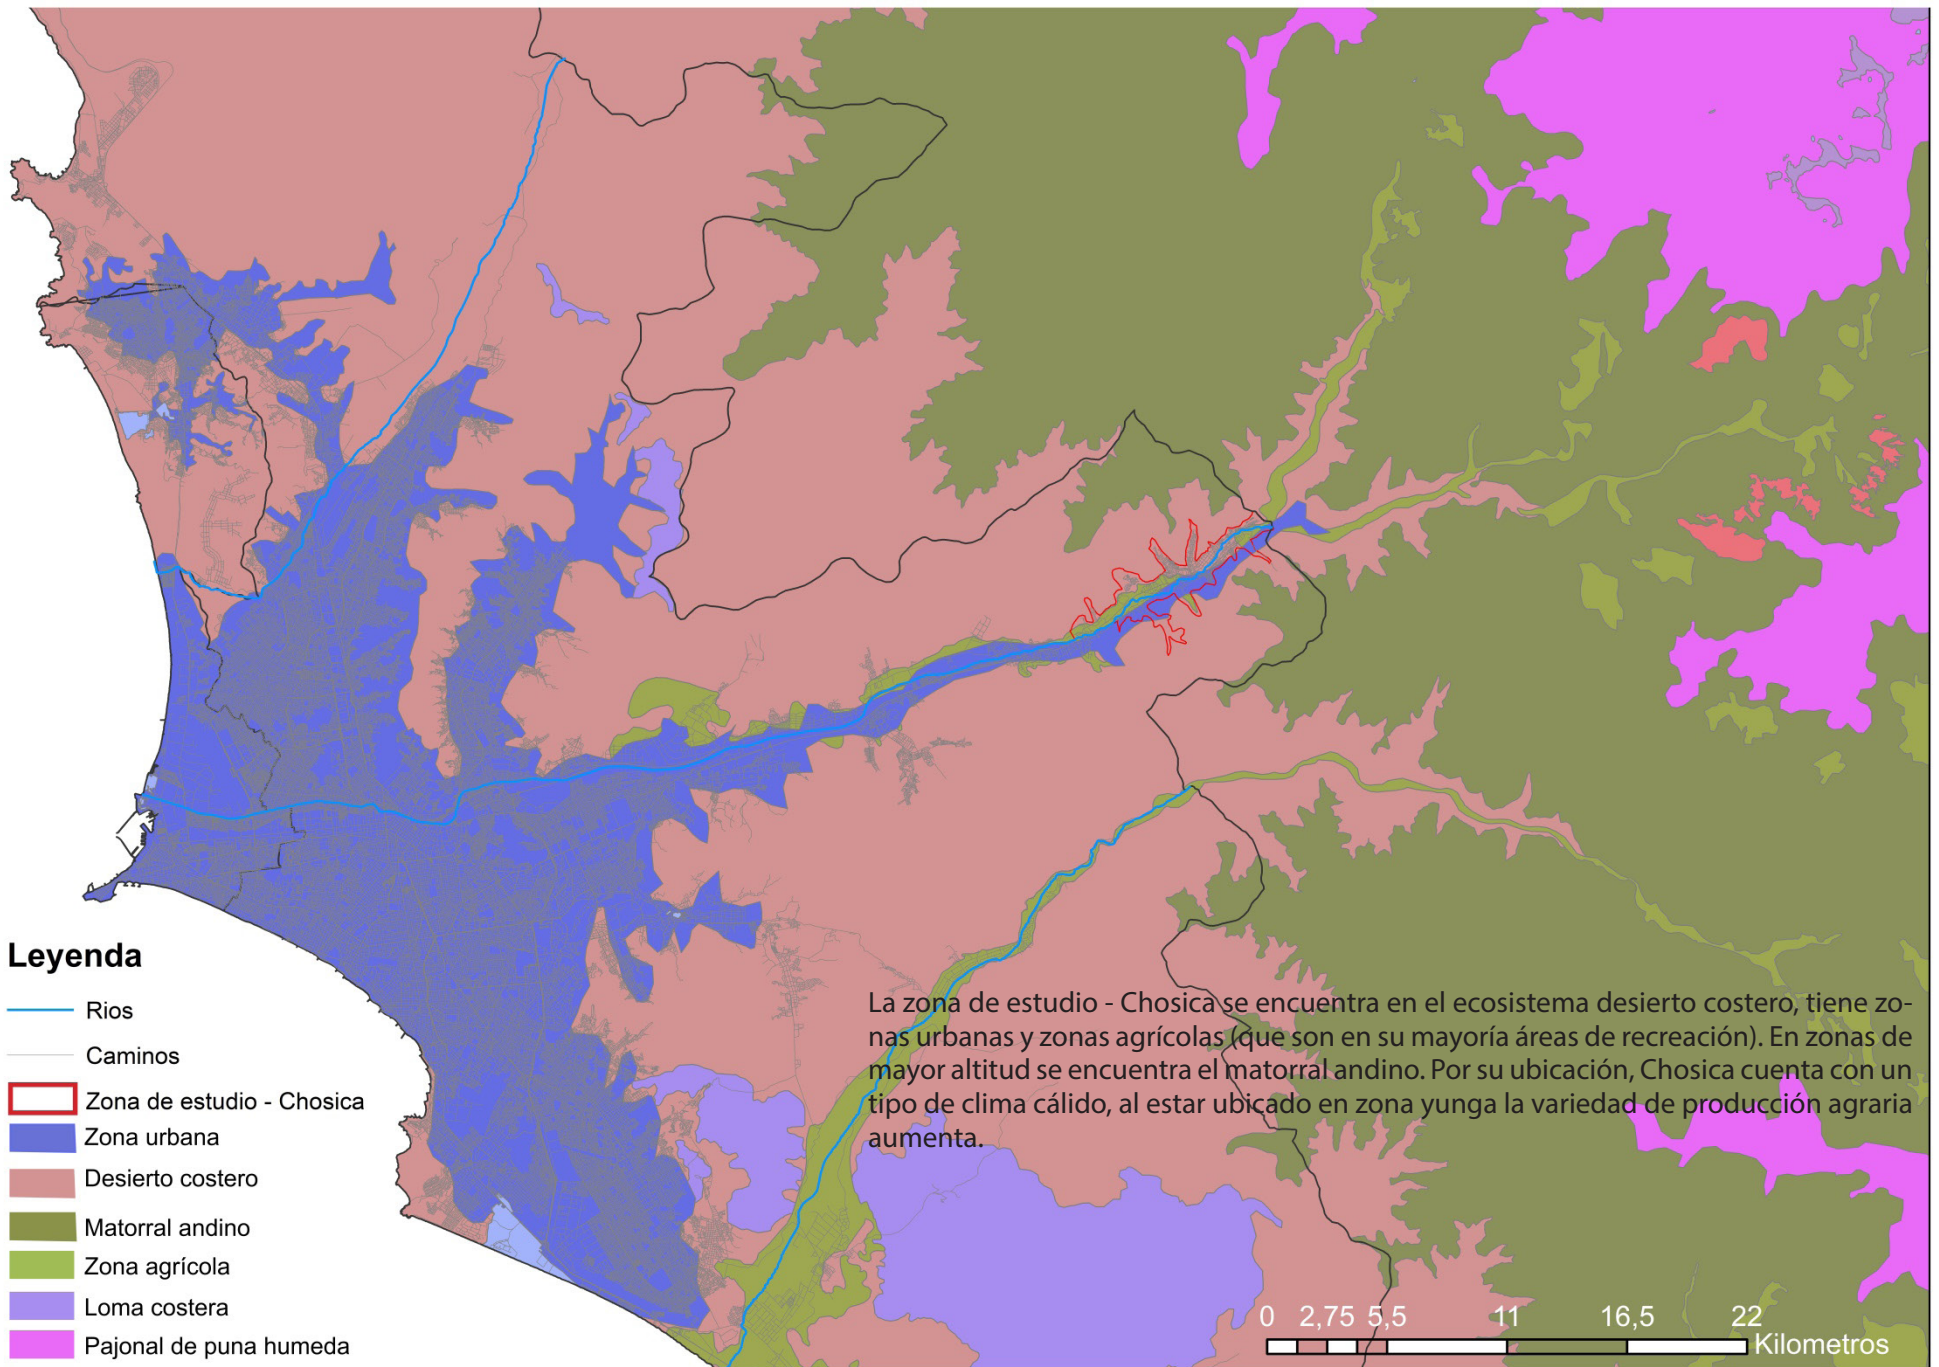 Leyenda
Rios
Caminos
Zona de estudio - Chosica
Zona urbana
Desierto costero
Matorral andino
Zona agrícola
Loma costera
Pajonal de puna humeda
La zona de estudio - Chosica se encuentra en el ecosistema desierto costero, tiene zo-
nas urbanas y zonas agrícolas (que son en su mayoría áreas de recreación). En zonas de
mayor altitud se encuentra el matorral andino. Por su ubicación, Chosica cuenta con un
tipo de clima cálido, al estar ubicado en zona yunga la variedad de producción agraria
aumenta.
0 2,75 5,5 11 16,5 22
Kilometros